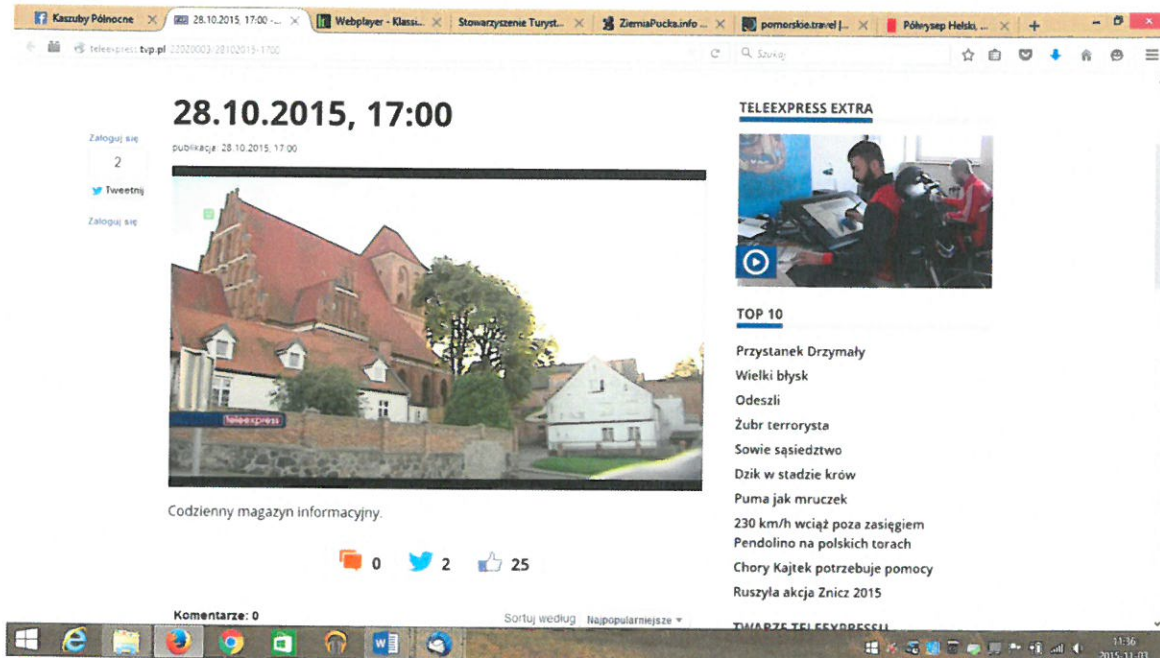 Kaszuby Północne
28.10.2015, 17:00 -...
Webplayer - Klassi...
Stowarzyszenie Turyst...
ZiemiaPucka.info ...
pomorskie.travel |...
Półwysep Helski, ...
teleexpress.tvp.pl
Szukaj
28.10.2015, 17:00
publikacja: 28.10.2015, 17:00
Zaloguj się
2
Tweetnij
Zaloguj się
teleexpress
Codzienny magazyn informacyjny.
0 2 25
Komentarze: 0
Sortuj według Najpopularniejsze
TELEEXPRESS EXTRA
TOP 10
Przystanek Drzymały
Wielki błysk
Odeszli
Żubr terrorysta
Sowie sąsiedztwo
Dzik w stadzie krów
Puma jak mruczek
230 km/h wciąż poza zasięgiem
Pendolino na polskich torach
Chory Kajtek potrzebuje pomocy
Ruszyła akcja Znicz 2015
TWARZE TELEEXPRESSU
11:36
2015-11-03